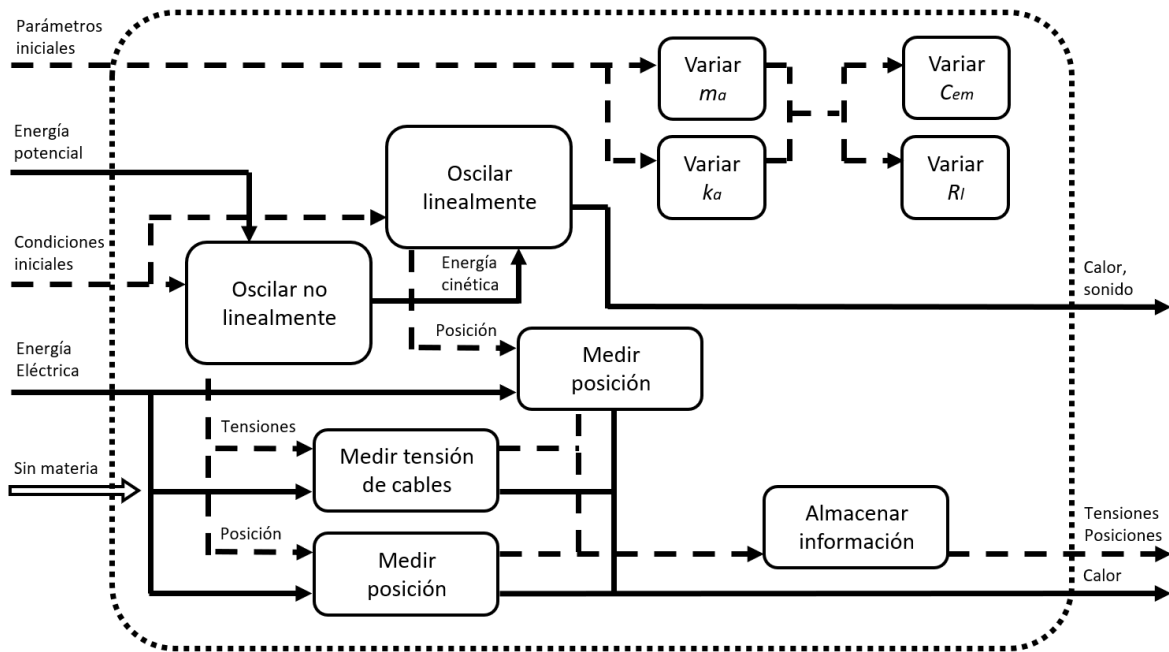 Parámetros
iniciales
Variar
ma
Variar
Cem
Energía
potencial
Oscilar
linealmente
Variar
ka
Variar
Rl
Condiciones
iniciales
Oscilar no
linealmente
Energía
cinética
Calor,
sonido
Posición
Energía
Eléctrica
Medir
posición
Tensiones
Medir tensión
de cables
Sin materia
Posición
Medir
posición
Almacenar
información
Tensiones
Posiciones
Calor